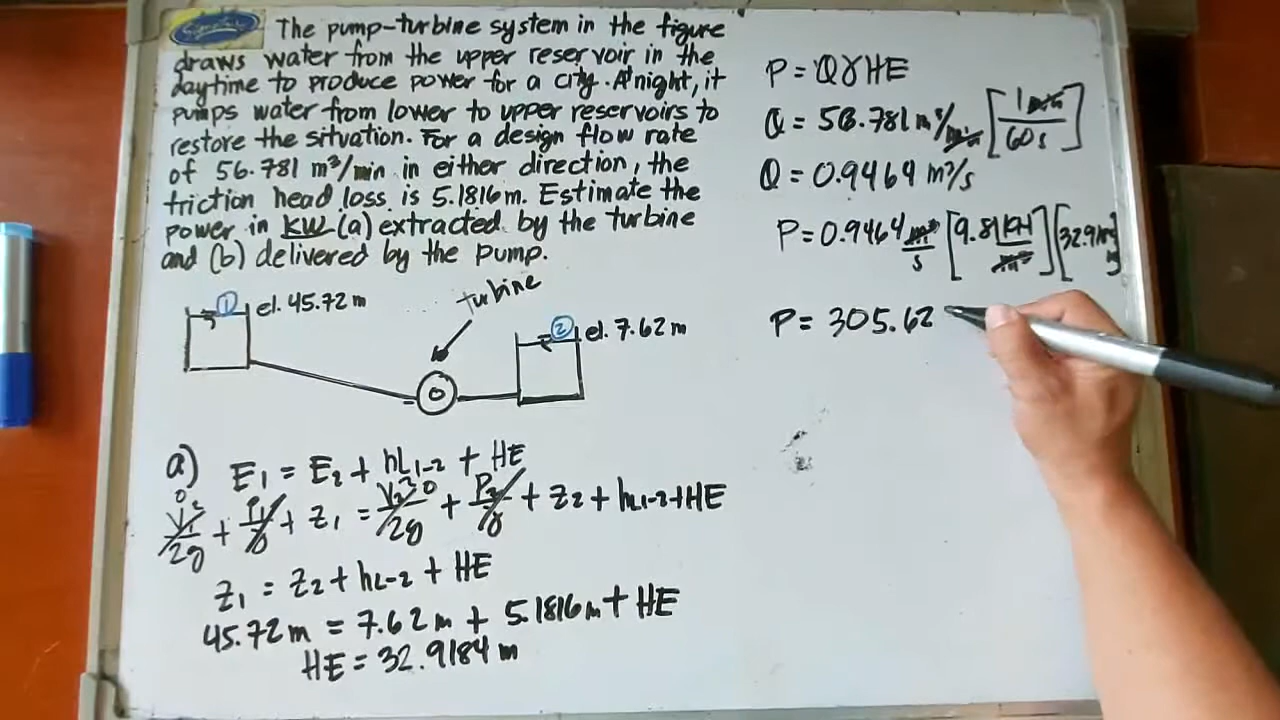 The pump-turbine system in the figure
draws water from the upper reservoir in the
daytime to produce power for a city. At night, it
pumps water from lower to upper reservoirs to
restore the situation. For a design flow rate
of 56.781 m³/min in either direction, the
friction head loss is 5.1816m. Estimate the
power in KW (a) extracted by the turbine
and (b) delivered by the pump.
① el. 45.72 m
turbine
② el. 7.62 m
a) E₁ = E₂ + hL₁₋₂ + HE
V₁²/2g + P₁/γ + Z₁ = V₂²/2g + P₂/γ + Z₂ + hL₁₋₂ + HE
0 0
Z₁ = Z₂ + hL₁₋₂ + HE
45.72 m = 7.62 m + 5.1816 m + HE
HE = 32.9184 m
P = QγHE
Q = 56.781 m³/min [1 min/60 s]
Q = 0.9464 m³/s
P = 0.9464 m³/s [9.81 KN/m³]
P = 305.62